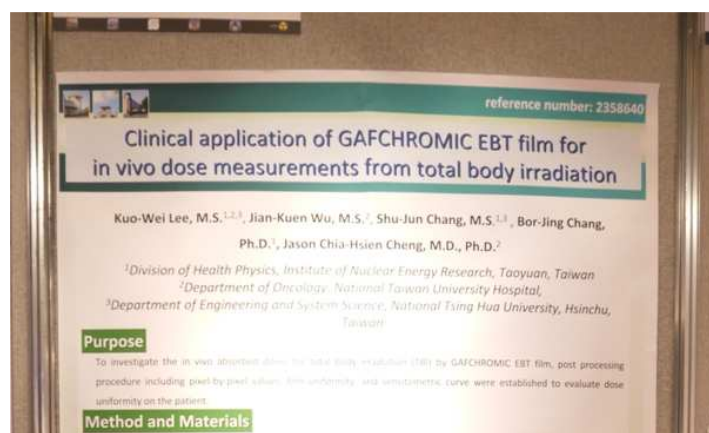 reference number: 2358640
Clinical application of GAFCHROMIC EBT film for
in vivo dose measurements from total body irradiation
Kuo-Wei Lee, M.S.1,2,3, Jian-Kuen Wu, M.S.2, Shu-Jun Chang, M.S.1,3 , Bor-Jing Chang,
Ph.D.1, Jason Chia-Hsien Cheng, M.D., Ph.D.2
1Division of Health Physics, Institute of Nuclear Energy Research, Taoyuan, Taiwan
2Department of Oncology, National Taiwan University Hospital,
3Department of Engineering and System Science, National Tsing Hua University, Hsinchu,
Taiwan
Purpose
To investigate the in vivo absorbed dose for total body irradiation (TBI) by GAFCHROMIC EBT film, post processing
procedure including pixel-by-pixel values, film uniformity, and sensitometric curve were established to evaluate dose
uniformity on the patient.
Method and Materials